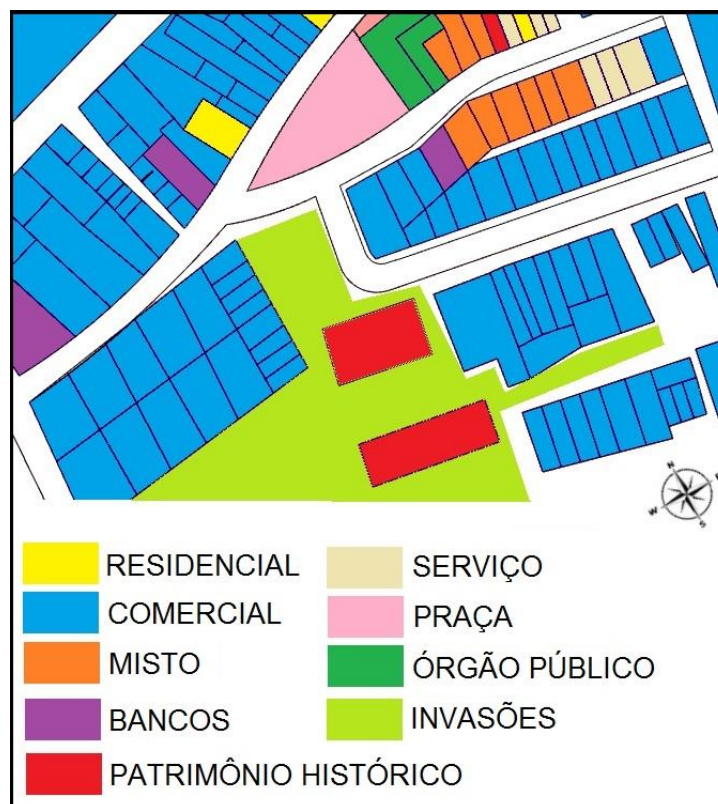 RESIDENCIAL
SERVIÇO
COMERCIAL
PRAÇA
MISTO
ÓRGÃO PÚBLICO
BANCOS
INVASÕES
PATRIMÔNIO HISTÓRICO
N
W
S